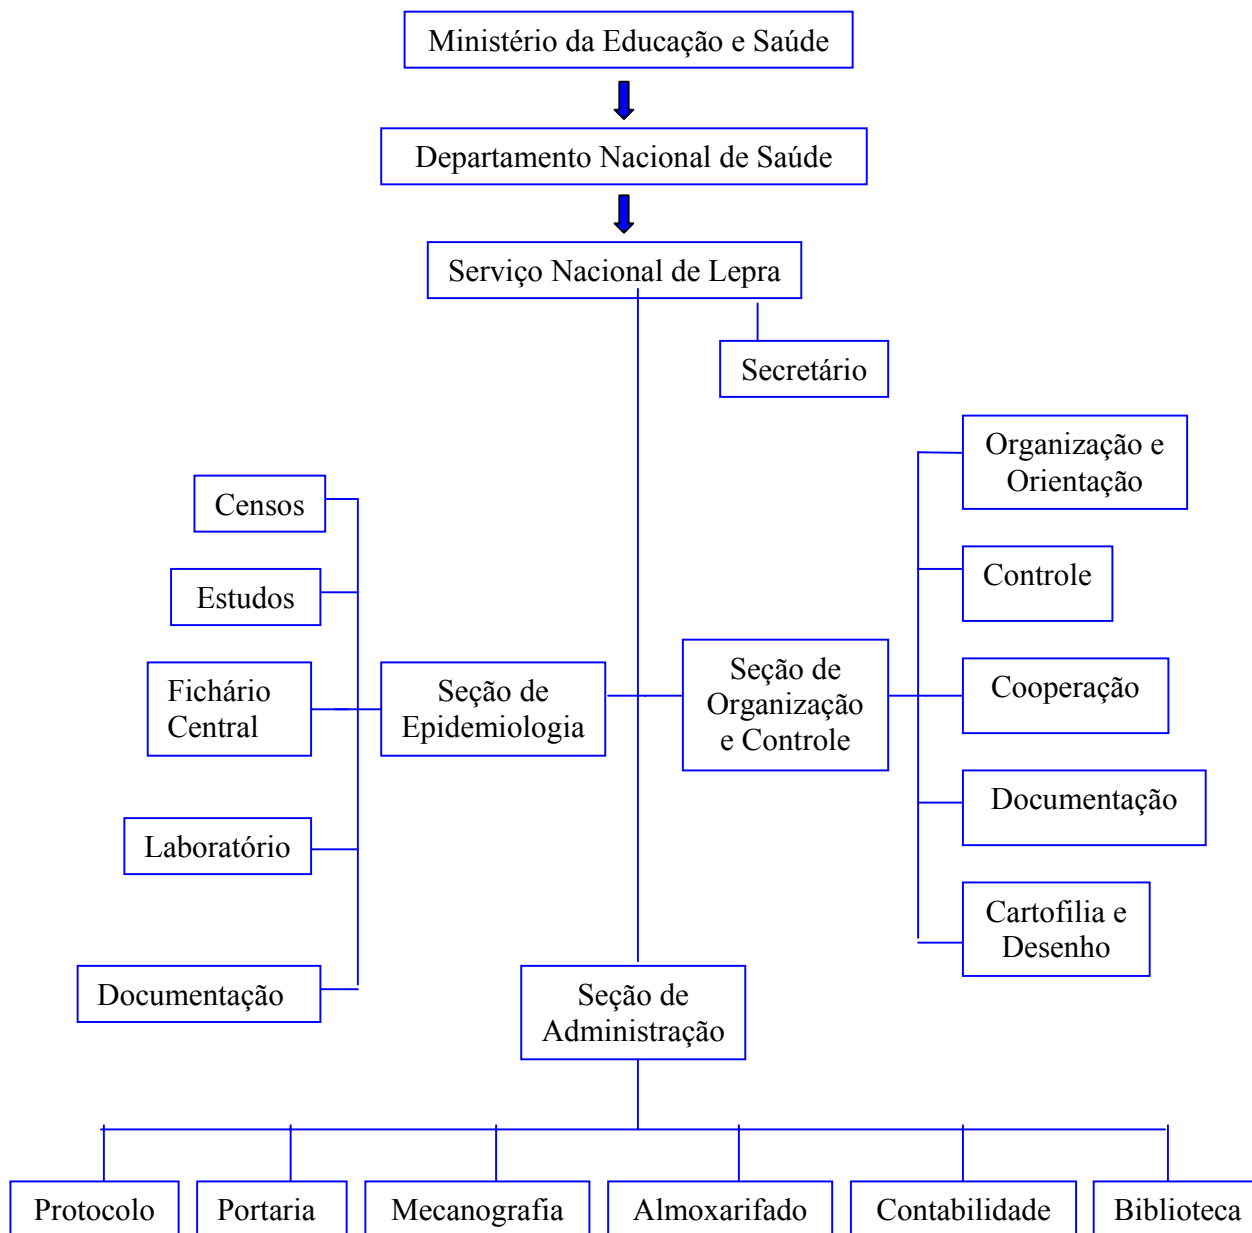 Ministério da Educação e Saúde
Departamento Nacional de Saúde
Serviço Nacional de Lepra
Secretário
Censos
Estudos
Fichário
Central
Laboratório
Documentação
Seção de
Epidemiologia
Seção de
Organização
e Controle
Organização e
Orientação
Controle
Cooperação
Documentação
Cartofilia e
Desenho
Seção de
Administração
Protocolo
Portaria
Mecanografia
Almoxarifado
Contabilidade
Biblioteca